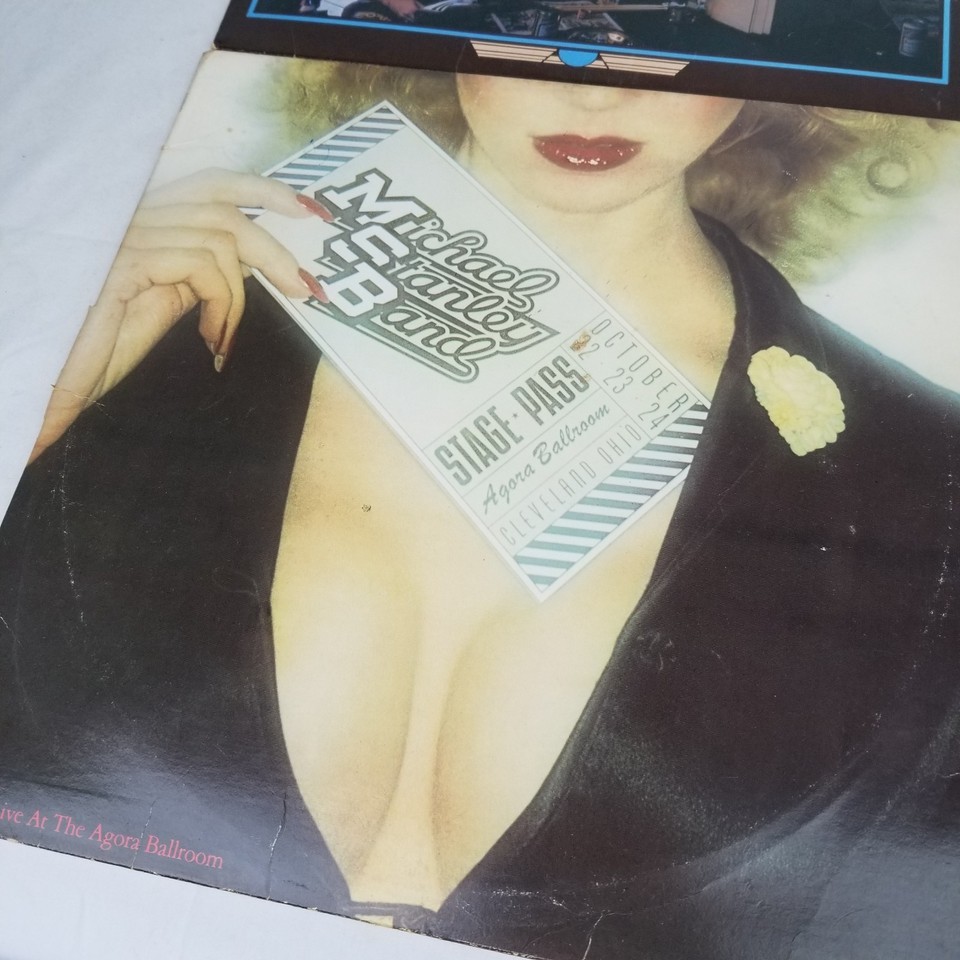 Michael
Stanley
Band
STAGE · PASS
Agora Ballroom
CLEVELAND OHIO
OCTOBER
22 · 23 · 24
ive At The Agora Ballroom